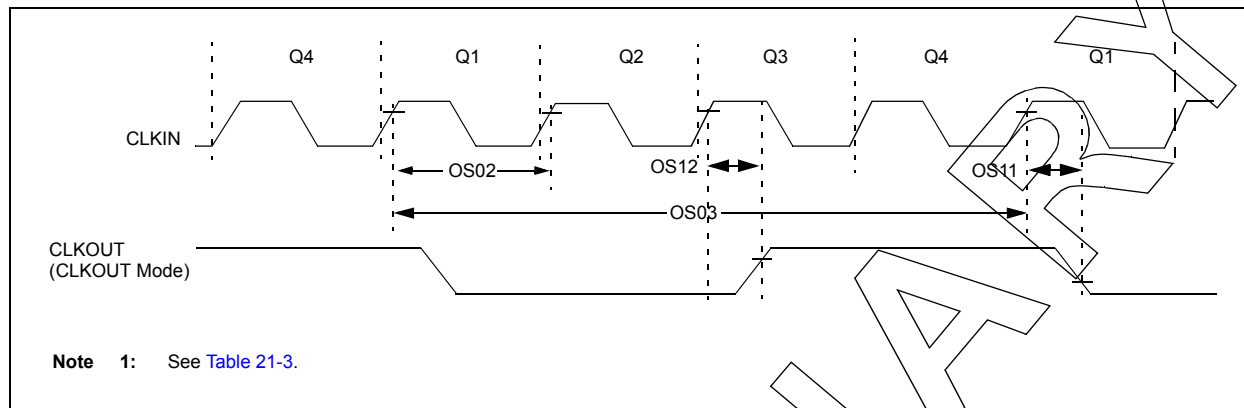 Q4 Q1 Q2 Q3 Q4 Q1
CLKIN
OS02
OS12
OS11
OS03
CLKOUT
(CLKOUT Mode)
Note 1: See Table 21-3.